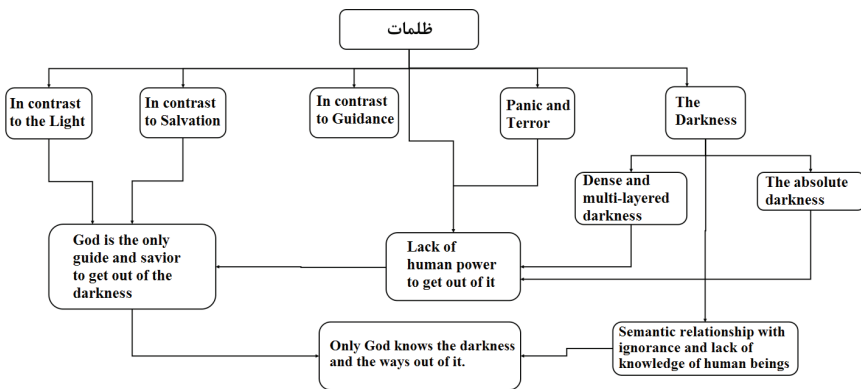 ظلمات
In contrast
to the Light
In contrast
to Salvation
In contrast
to Guidance
Panic and
Terror
The
Darkness
Dense and
multi-layered
darkness
The absolute
darkness
God is the only
guide and savior
to get out of the
darkness
Lack of
human power
to get out of it
Only God knows the darkness
and the ways out of it.
Semantic relationship with
ignorance and lack of
knowledge of human beings